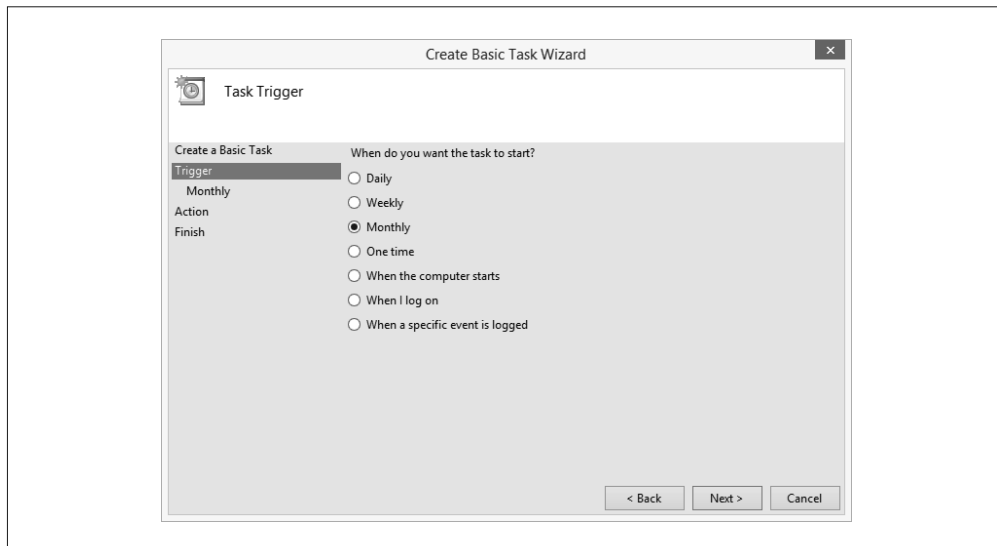 Create Basic Task Wizard
Task Trigger
Create a Basic Task
Trigger
Monthly
Action
Finish
When do you want the task to start?
Daily
Weekly
Monthly
One time
When the computer starts
When I log on
When a specific event is logged
< Back
Next >
Cancel